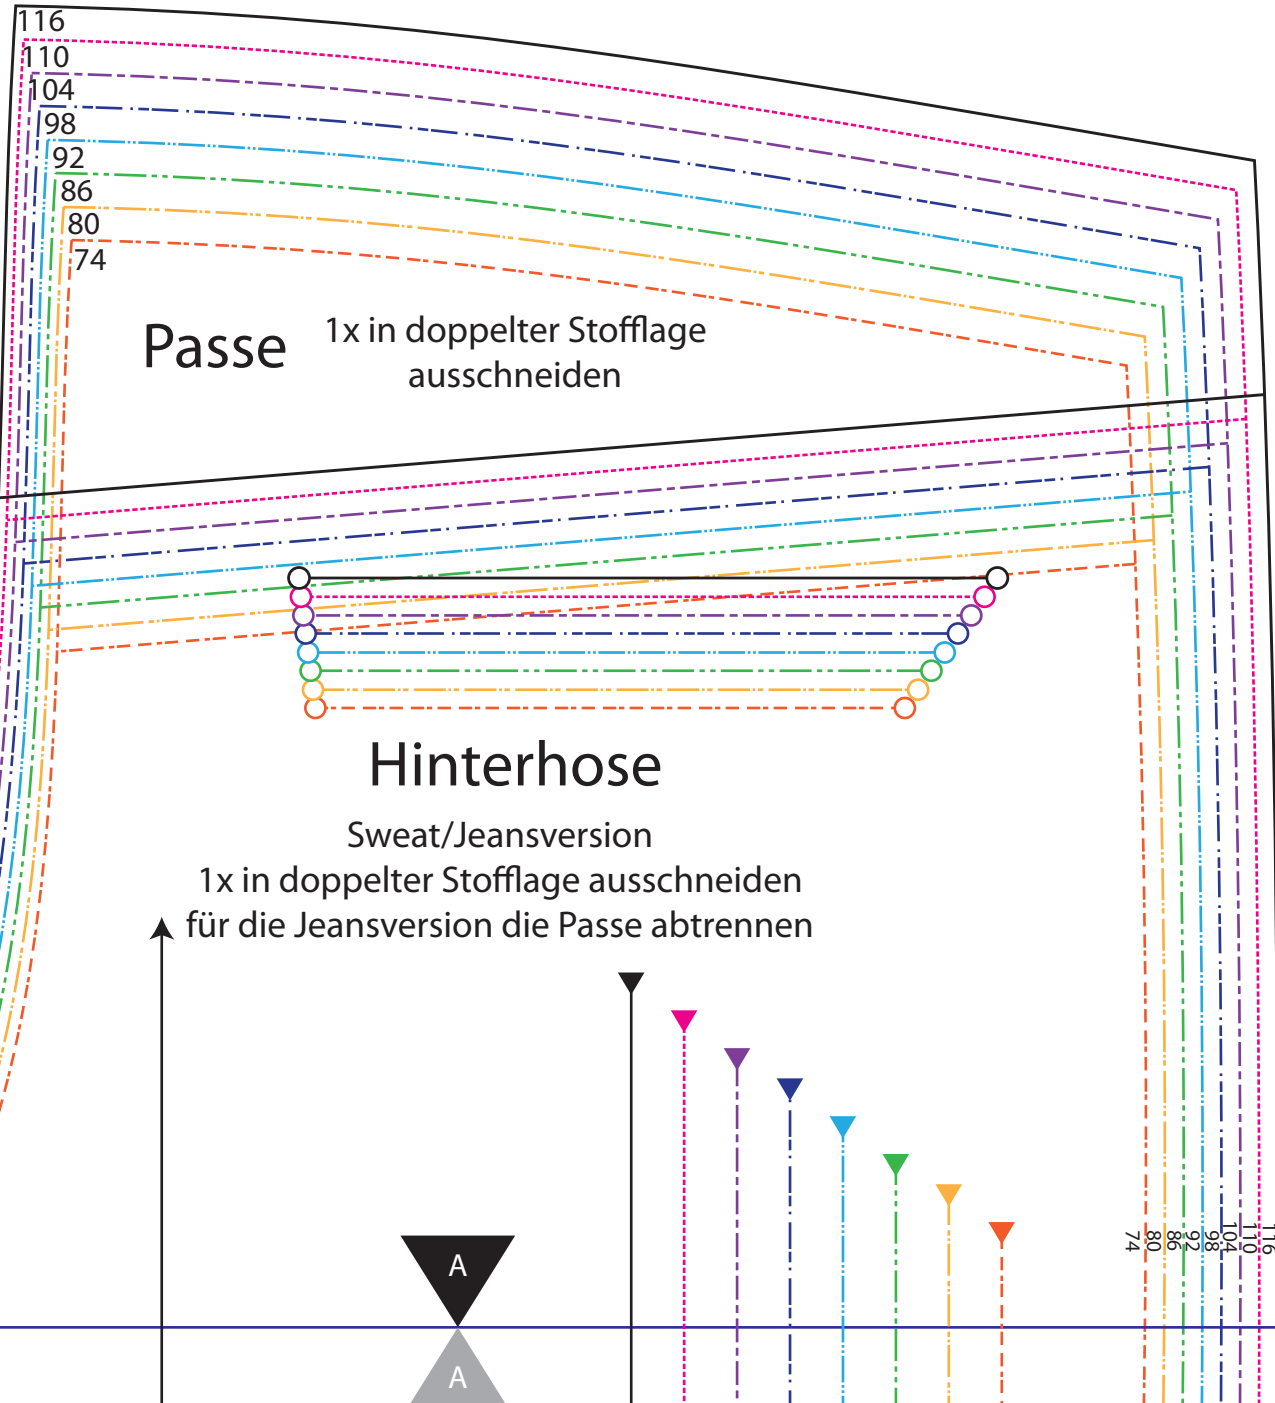 116
110
104
98
92
86
80
74
Passe
1x in doppelter Stofflage
ausschneiden
Hinterhose
Sweat/Jeansversion
1x in doppelter Stofflage ausschneiden
für die Jeansversion die Passe abtrennen
74
80
86
92
98
104
110
116
A
A